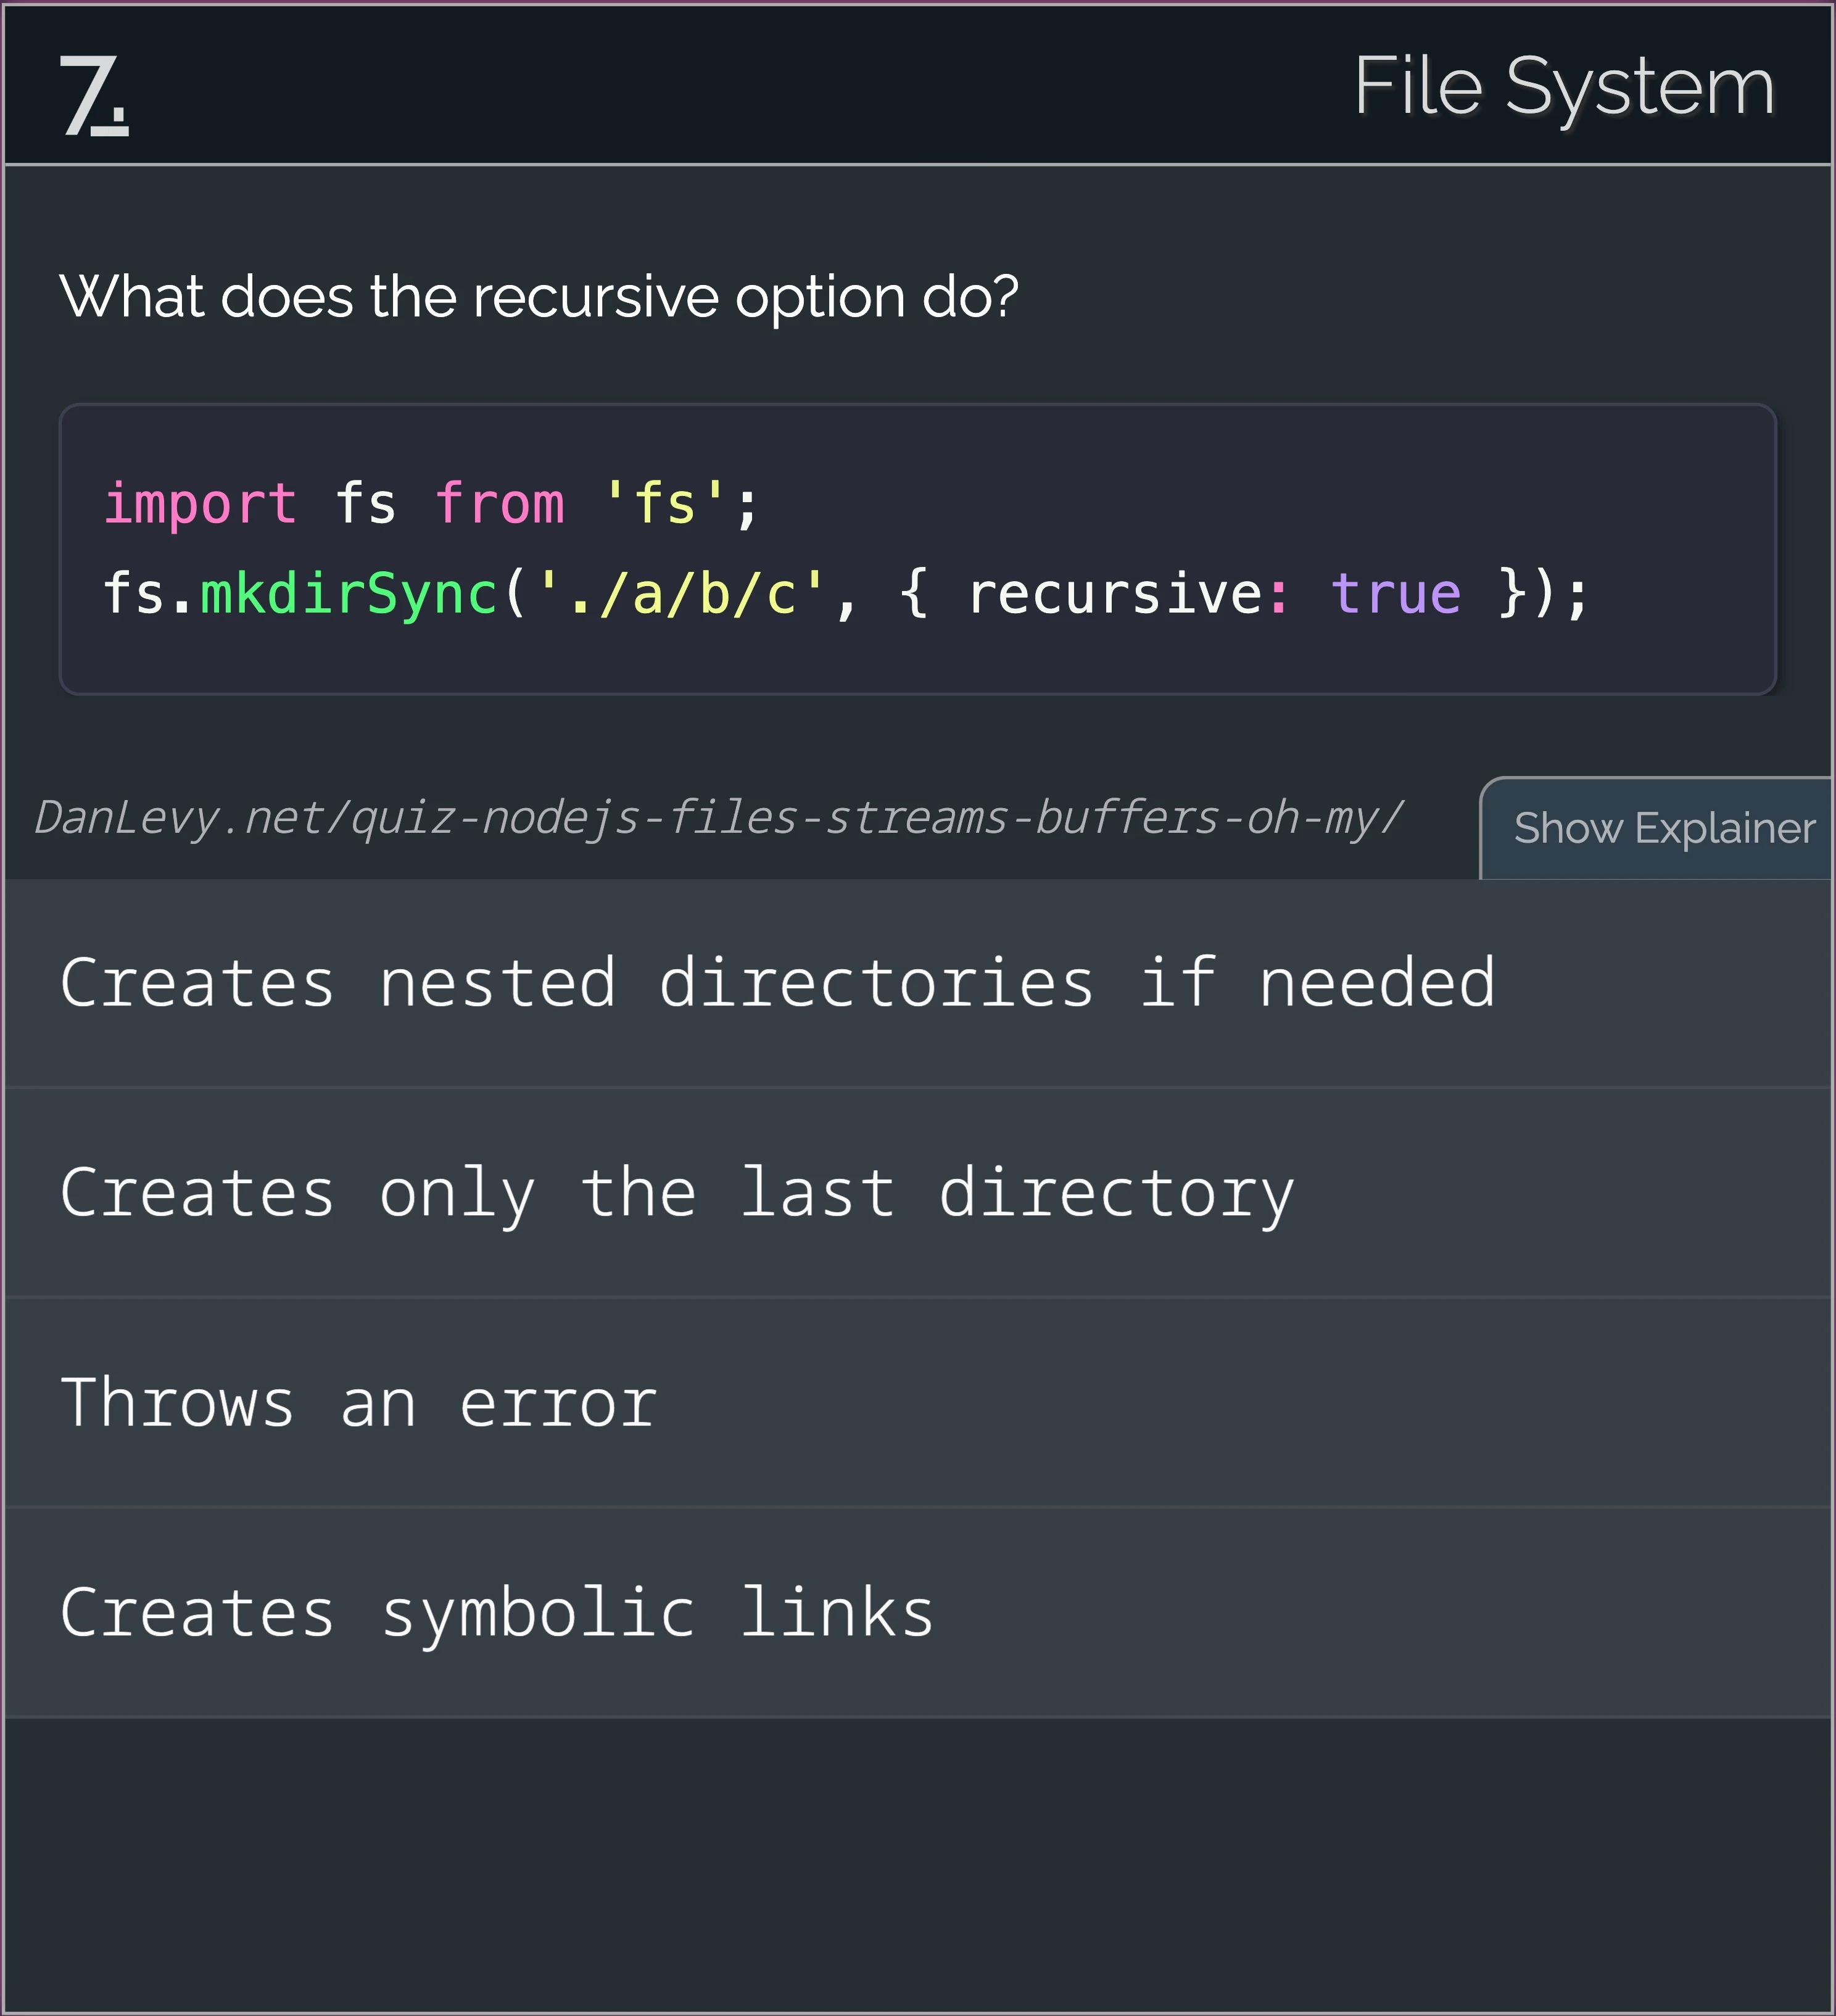 7.
File System
What does the recursive option do?
import fs from 'fs';
fs.mkdirSync('./a/b/c', { recursive: true });
DanLevy.net/quiz-nodejs-files-streams-buffers-oh-my/
Show Explainer
Creates nested directories if needed
Creates only the last directory
Throws an error
Creates symbolic links